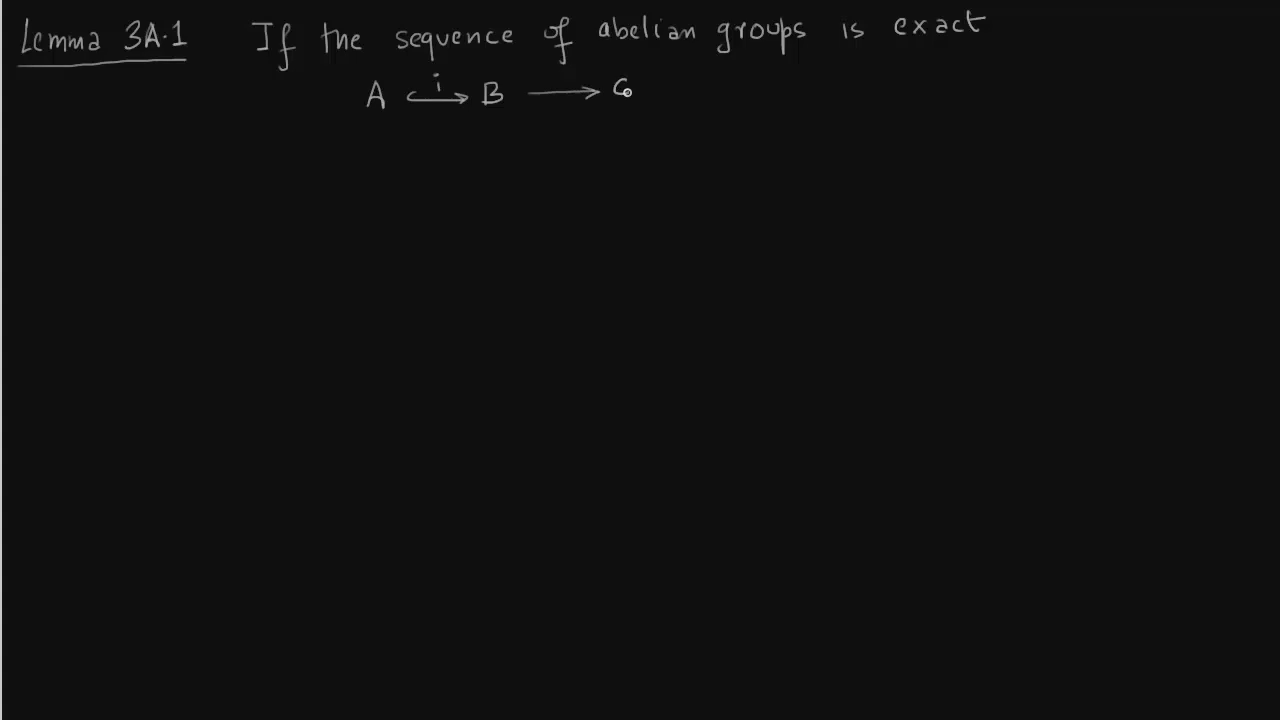 Lemma 3A.1 If the sequence of abelian groups is exact
A i B C